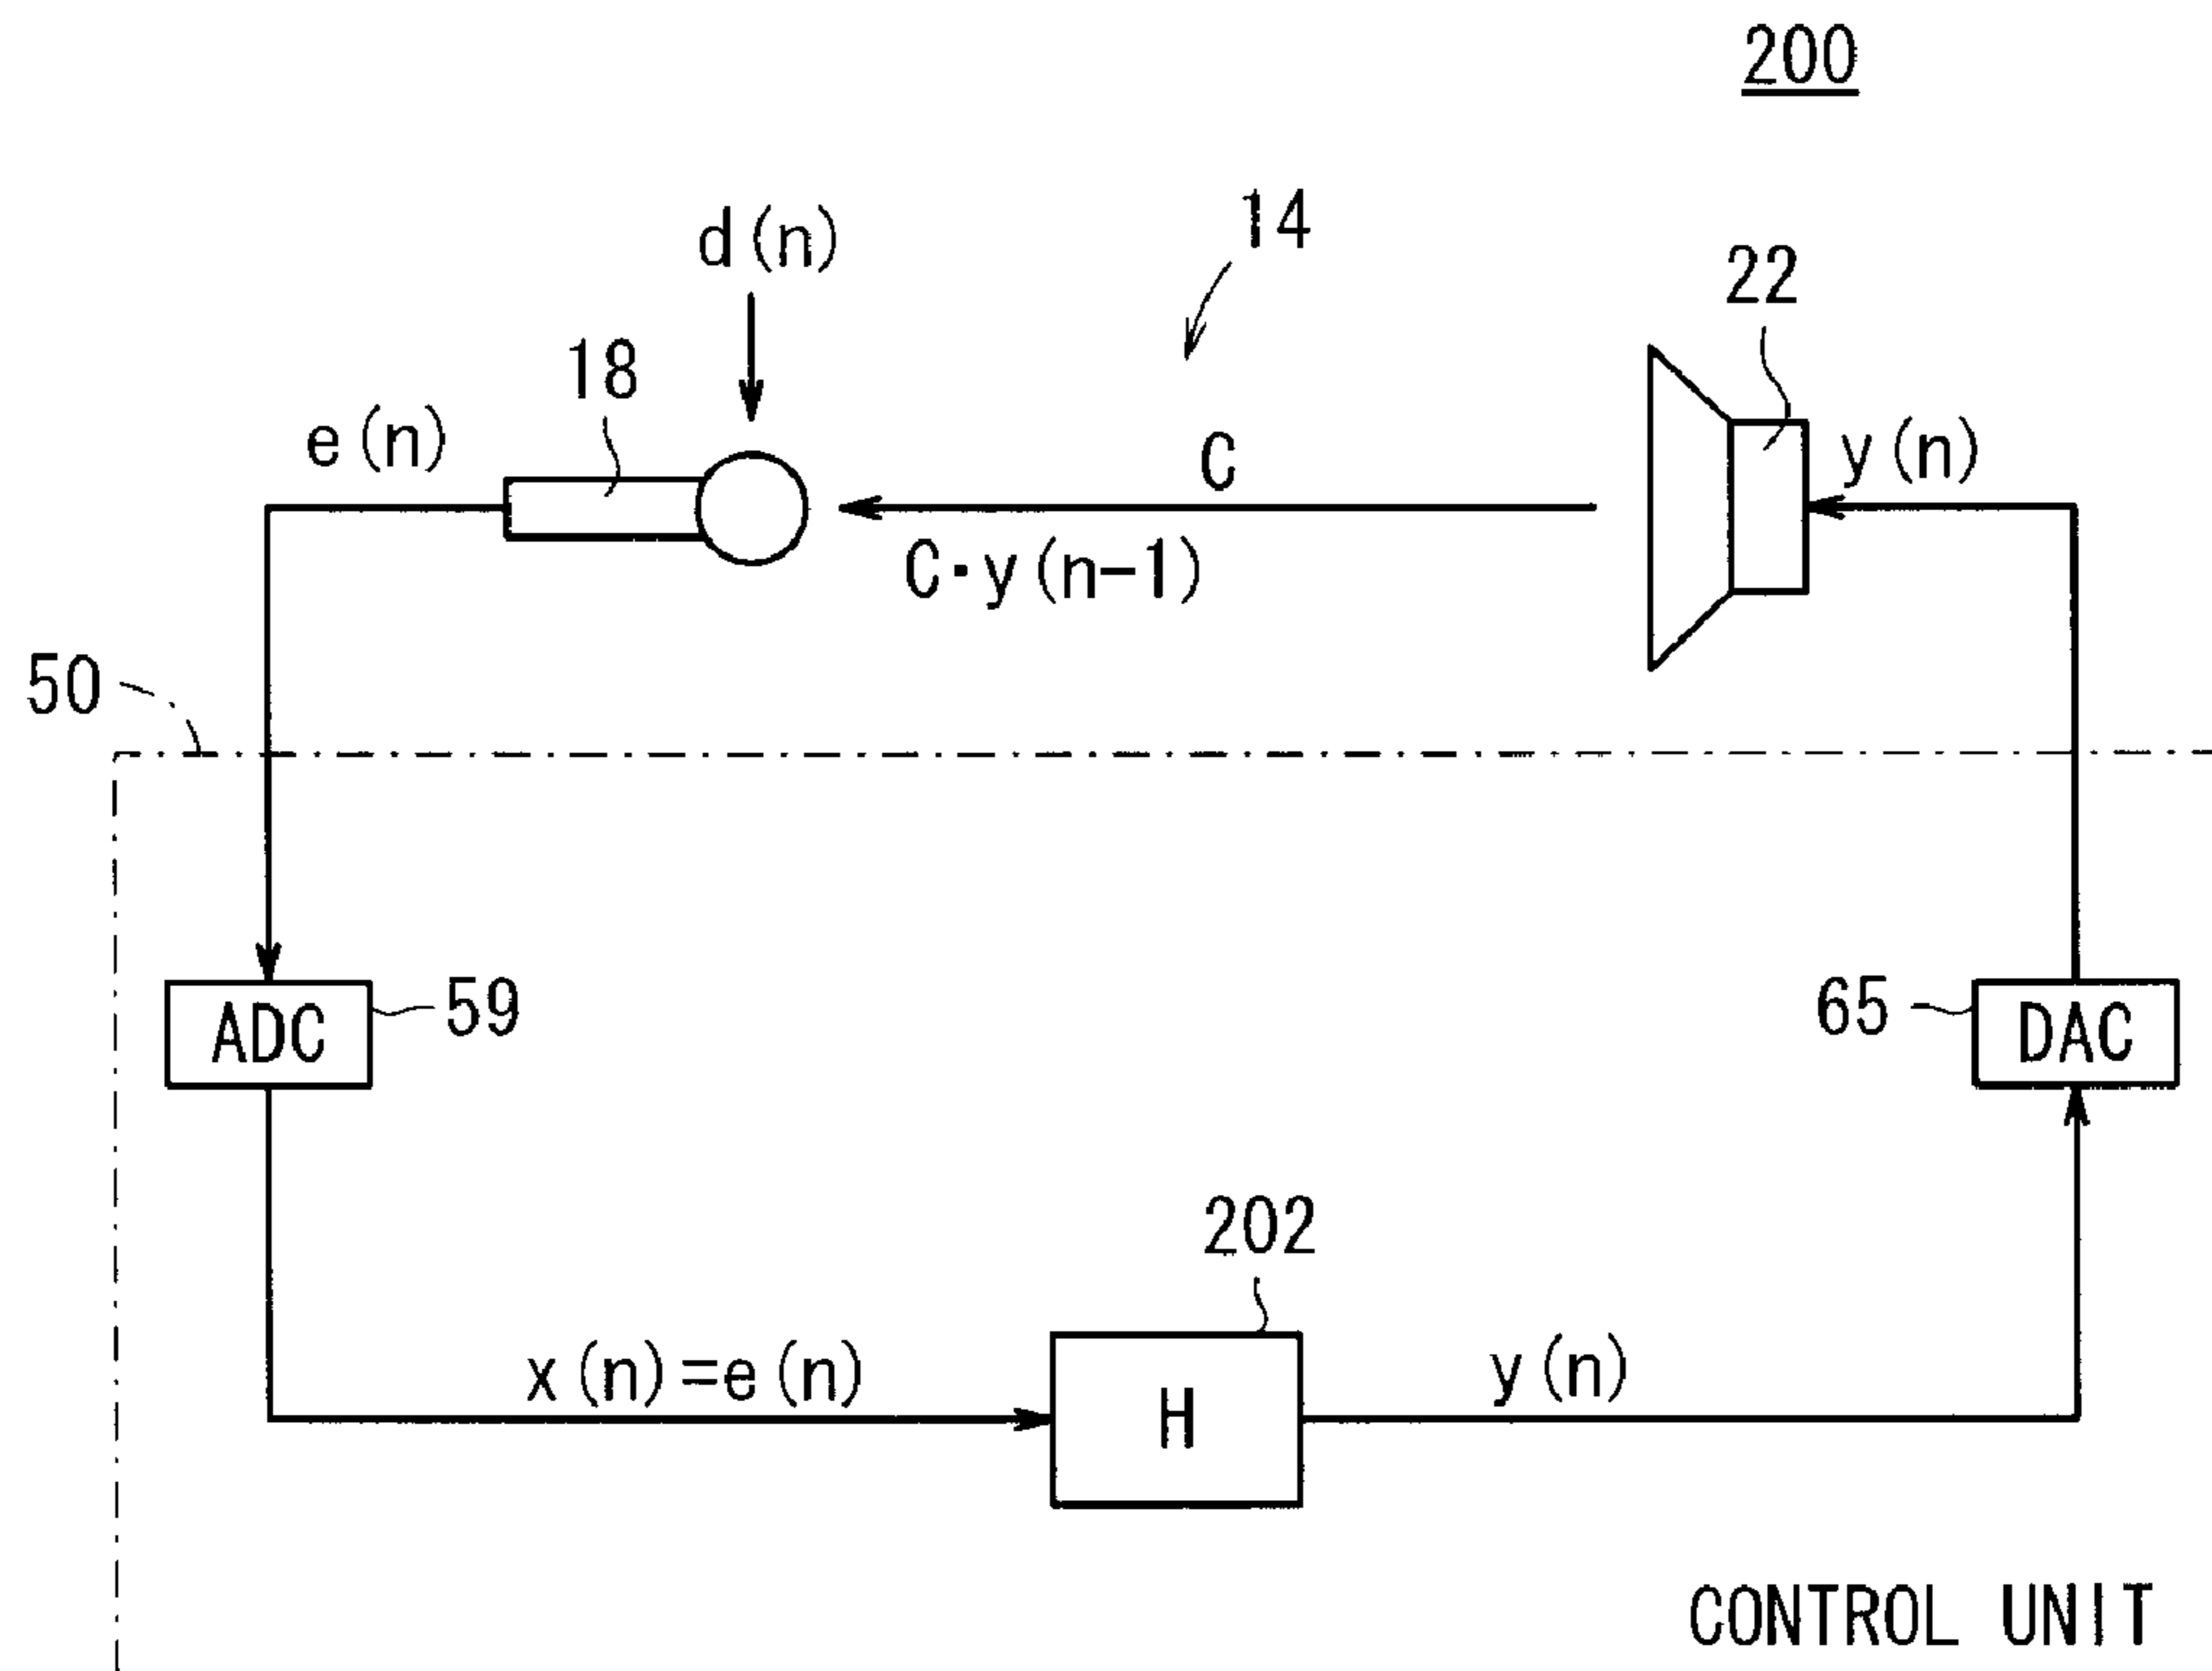 200
14
d(n)
22
18
e(n)
C
y(n)
C·y(n-1)
50
ADC
59
65
DAC
202
x(n)=e(n)
H
y(n)
CONTROL UNIT